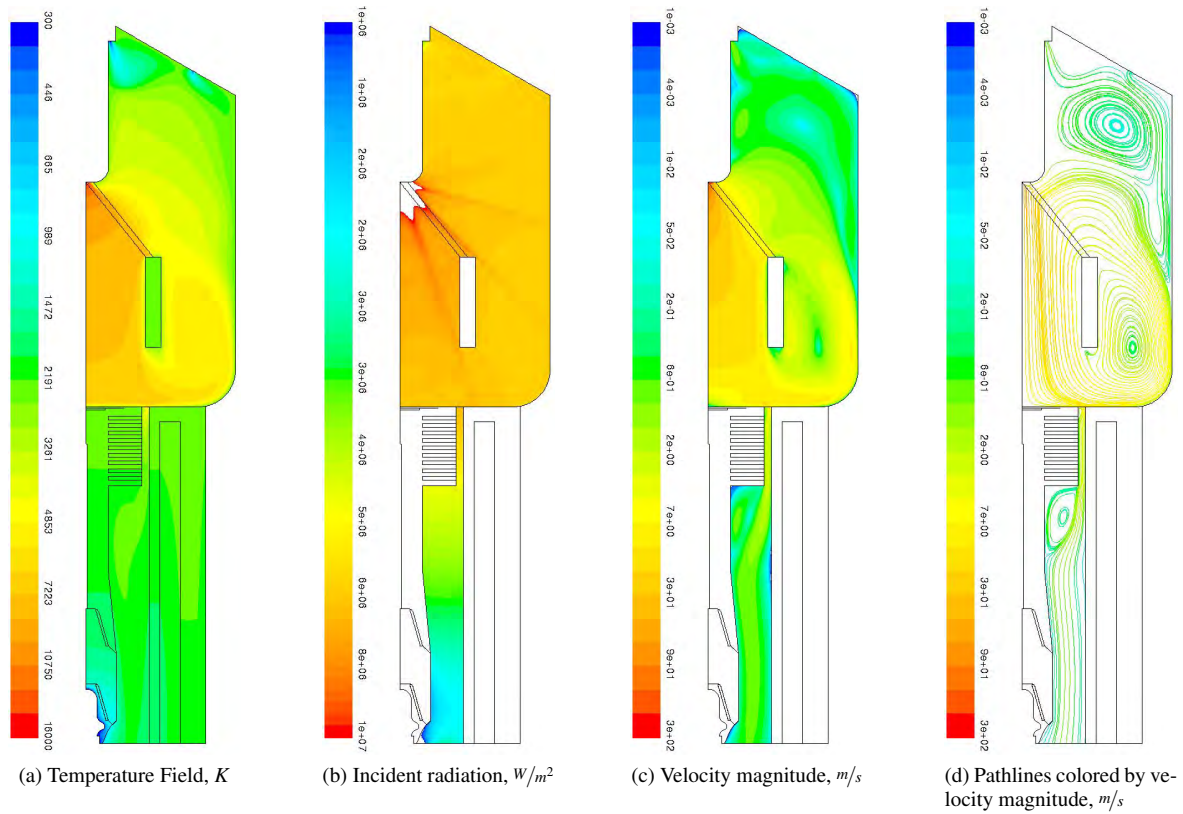 300
446
665
989
1472
2191
3261
4853
7223
10750
16000
(a) Temperature Field, K
1e+06
1e+06
2e+06
2e+06
3e+06
3e+06
4e+06
5e+06
6e+06
8e+06
1e+07
(b) Incident radiation, W/m²
1e-03
4e-03
1e-02
5e-02
2e-01
6e-01
2e+00
7e+00
3e+01
9e+01
3e+02
(c) Velocity magnitude, m/s
1e-03
4e-03
1e-02
5e-02
2e-01
6e-01
2e+00
7e+00
3e+01
9e+01
3e+02
(d) Pathlines colored by ve-
locity magnitude, m/s